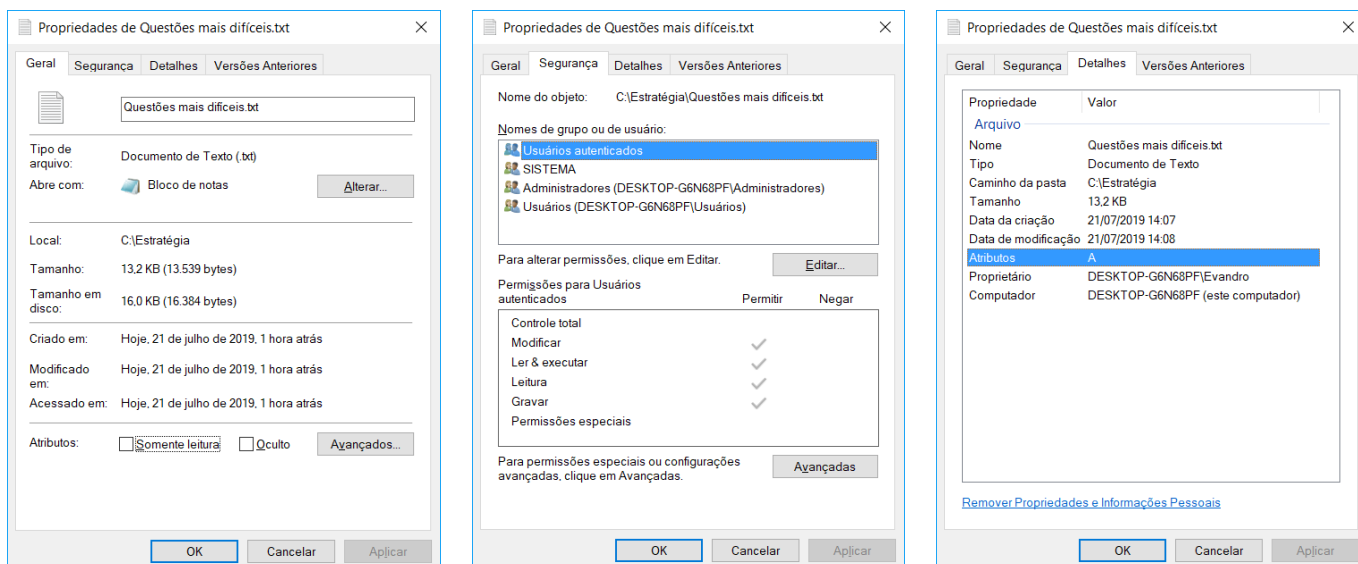 Propriedades de Questões mais difíceis.txt
Geral Segurança Detalhes Versões Anteriores
Questões mais difíceis.txt
Tipo de arquivo: Documento de Texto (.txt)
Abre com: Bloco de notas Alterar...
Local: C:\Estratégia
Tamanho: 13,2 KB (13.539 bytes)
Tamanho em disco: 16,0 KB (16.384 bytes)
Criado em: Hoje, 21 de julho de 2019, 1 hora atrás
Modificado em: Hoje, 21 de julho de 2019, 1 hora atrás
Acessado em: Hoje, 21 de julho de 2019, 1 hora atrás
Atributos: Somente leitura Oculto Avançados...
OK Cancelar Aplicar
Propriedades de Questões mais difíceis.txt
Geral Segurança Detalhes Versões Anteriores
Nome do objeto: C:\Estratégia\Questões mais difíceis.txt
Nomes de grupo ou de usuário:
Usuários autenticados
SISTEMA
Administradores (DESKTOP-G6N68PF\Administradores)
Usuários (DESKTOP-G6N68PF\Usuários)
Para alterar permissões, clique em Editar. Editar...
Permissões para Usuários
autenticados Permitir Negar
Controle total
Modificar
Ler & executar
Leitura
Gravar
Permissões especiais
Para permissões especiais ou configurações
avançadas, clique em Avançadas. Avançadas
OK Cancelar Aplicar
Propriedades de Questões mais difíceis.txt
Geral Segurança Detalhes Versões Anteriores
Propriedade Valor
Arquivo
Nome Questões mais difíceis.txt
Tipo Documento de Texto
Caminho da pasta C:\Estratégia
Tamanho 13,2 KB
Data da criação 21/07/2019 14:07
Data de modificação 21/07/2019 14:08
Atributos A
Proprietário DESKTOP-G6N68PF\Evandro
Computador DESKTOP-G6N68PF (este computador)
Remover Propriedades e Informações Pessoais
OK Cancelar Aplicar